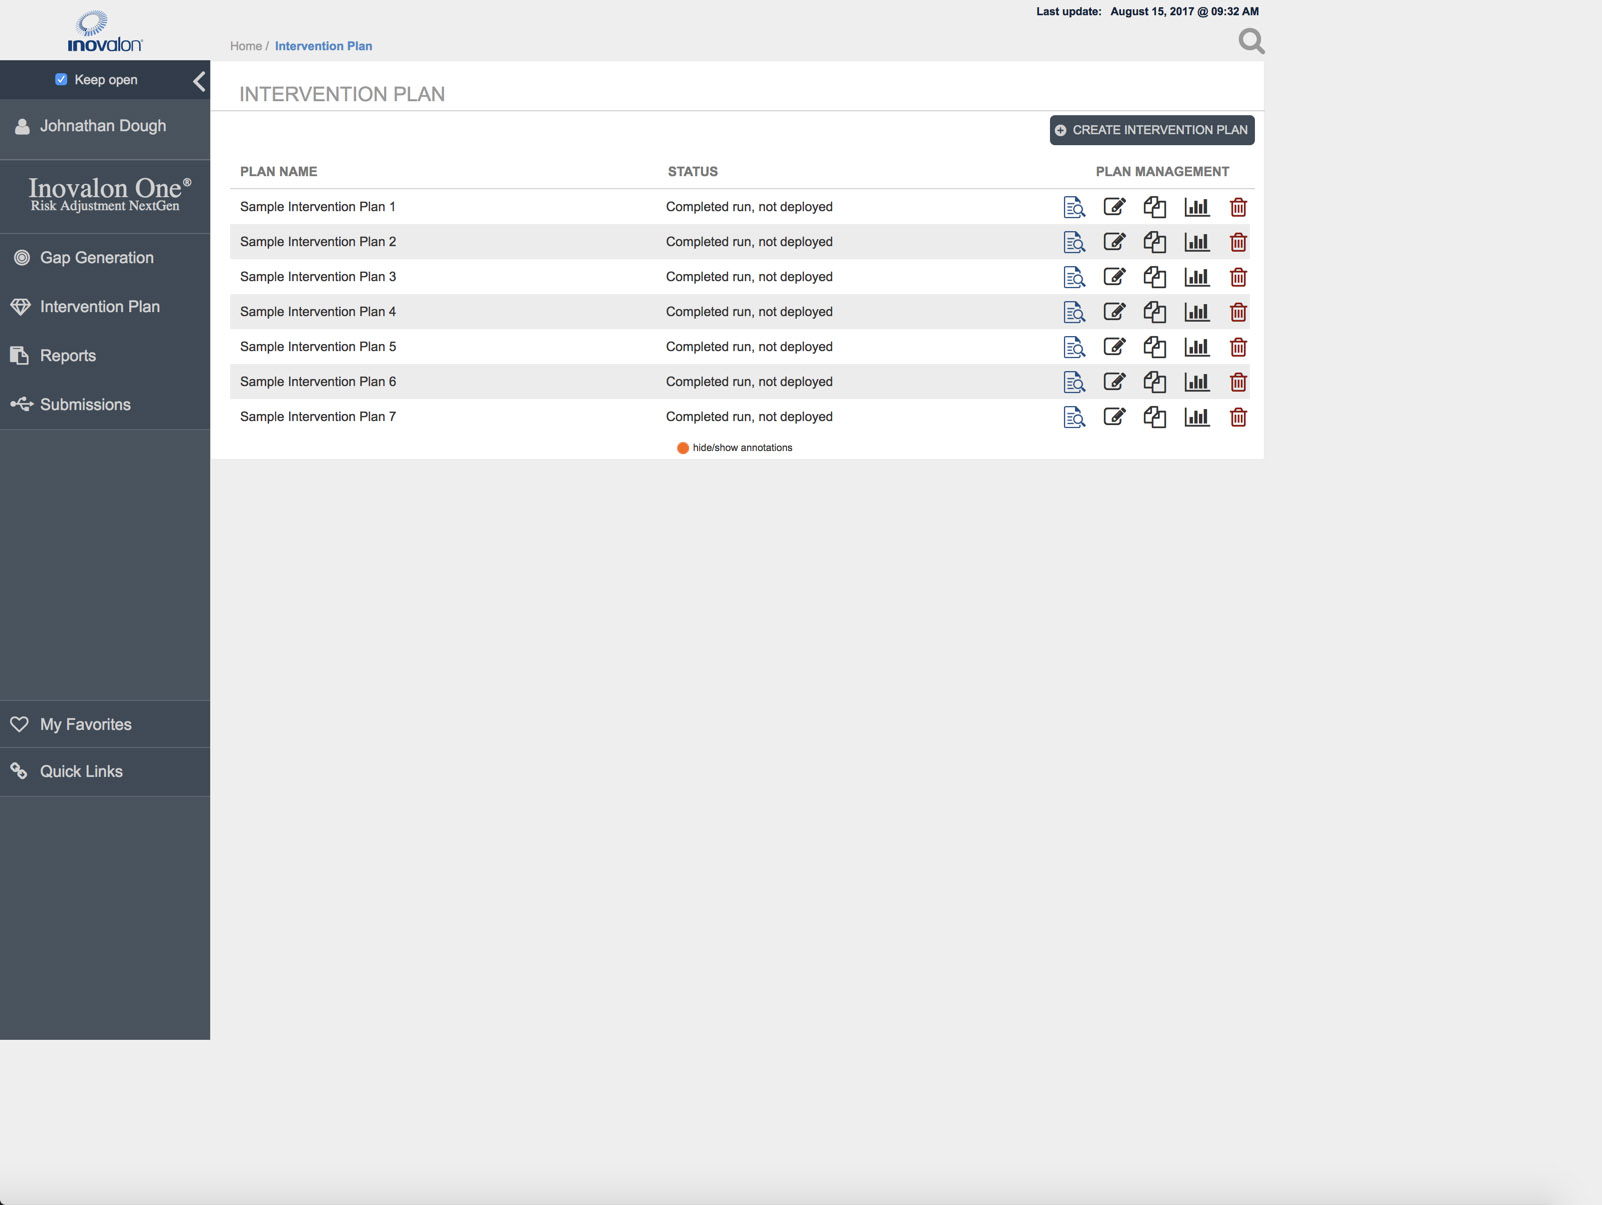 Last update: August 15, 2017 @ 09:32 AM
inovalon®
Home / Intervention Plan
Keep open
Johnathan Dough
Inovalon One®
Risk Adjustment NextGen
Gap Generation
Intervention Plan
Reports
Submissions
My Favorites
Quick Links
INTERVENTION PLAN
CREATE INTERVENTION PLAN
PLAN NAME STATUS PLAN MANAGEMENT
Sample Intervention Plan 1 Completed run, not deployed
Sample Intervention Plan 2 Completed run, not deployed
Sample Intervention Plan 3 Completed run, not deployed
Sample Intervention Plan 4 Completed run, not deployed
Sample Intervention Plan 5 Completed run, not deployed
Sample Intervention Plan 6 Completed run, not deployed
Sample Intervention Plan 7 Completed run, not deployed
hide/show annotations